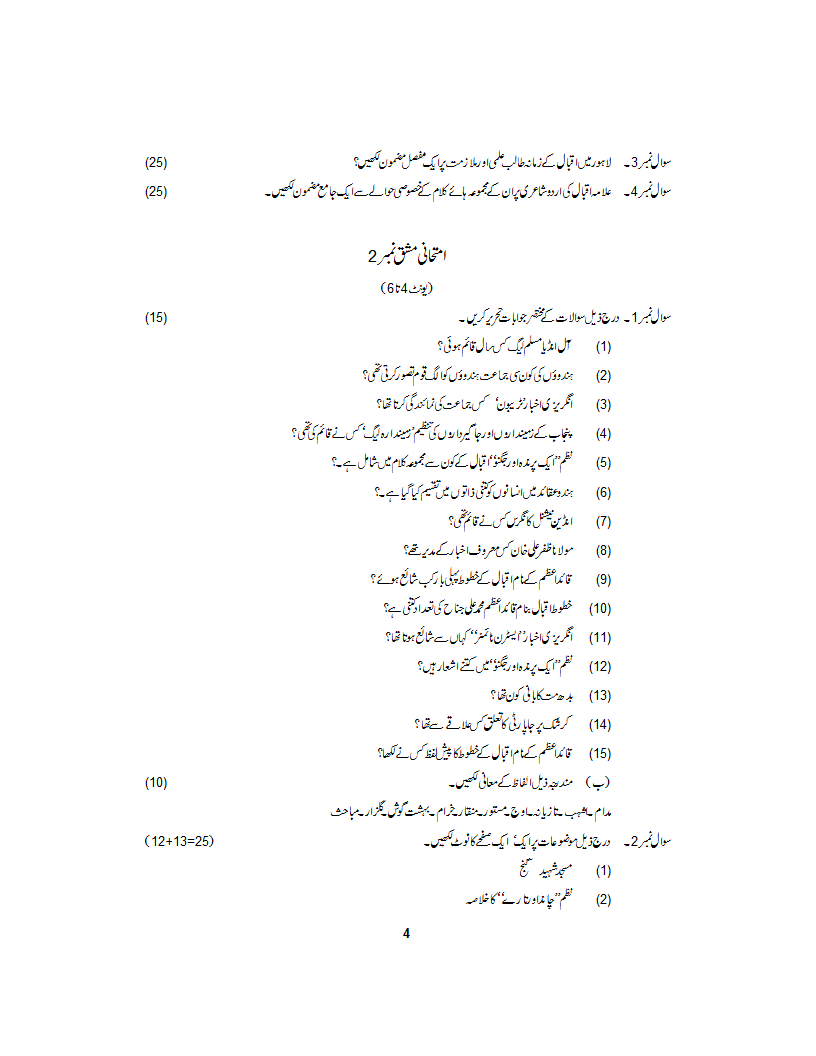 سوال نمبر 3۔ لاہور میں اقبال کے زمانہ طالب علمی اور ملازمت پر ایک مفصل مضمون لکھیں؟ (25)
سوال نمبر 4۔ علامہ اقبال کی اردو شاعری پر ان کے مجموعہ ہائے کلام کے خصوصی حوالے سے ایک جامع مضمون لکھیں۔ (25)
امتحانی مشق نمبر 2
(یونٹ 4 تا 6)
سوال نمبر 1۔ درج ذیل سوالات کے مختصر جوابات تحریر کریں۔ (15)
(1) آل انڈیا مسلم لیگ کس سال قائم ہوئی؟
(2) ہندوؤں کی کون سی جماعت ہندوؤں کو الگ قوم تصور کرتی تھی؟
(3) انگریزی اخبار ’ٹریبیون‘ کس جماعت کی نمائندگی کرتا تھا؟
(4) پنجاب کے زمینداروں اور جاگیرداروں کی تنظیم ’زمیندارہ لیگ‘ کس نے قائم کی تھی؟
(5) نظم ’’ایک پرندہ اور جگنو‘‘ اقبال کے کون سے مجموعہ کلام میں شامل ہے۔؟
(6) ہندو عقائد میں انسانوں کو کتنی ذاتوں میں تقسیم کیا گیا ہے۔؟
(7) انڈین نیشنل کانگرس کس نے قائم تھی؟
(8) مولانا ظفر علی خان کس معروف اخبار کے مدیر تھے؟
(9) قائداعظم کے نام اقبال کے خطوط پہلی بار کب شائع ہوئے؟
(10) خطوط اقبال بنام قائداعظم محمد علی جناح کی تعداد کتنی ہے؟
(11) انگریزی اخبار ’’ایسٹرن ٹائمز‘‘ کہاں سے شائع ہوتا تھا؟
(12) نظم ’’ایک پرندہ اور جگنو‘‘ میں کتنے اشعار ہیں؟
(13) بدھ مت کا بانی کون تھا؟
(14) کرشک پرجا پارٹی کا تعلق کس علاقے سے تھا؟
(15) قائداعظم کے نام اقبال کے خطوط کا پیش لفظ کس نے لکھا؟
(ب) مندرجہ ذیل الفاظ کے معانی لکھیں۔ (10)
مدام۔اشہب۔تازیانہ۔اوج۔مستور۔منقار۔خرام۔بہشت گوش۔گلزار۔مباحث
سوال نمبر 2۔ درج ذیل موضوعات پر ایک‘ ایک صفحے کا نوٹ لکھیں۔ (12+13=25)
(1) مسجد شہید گنج
(2) نظم ’’چاند اور تارے‘‘ کا خلاصہ
4